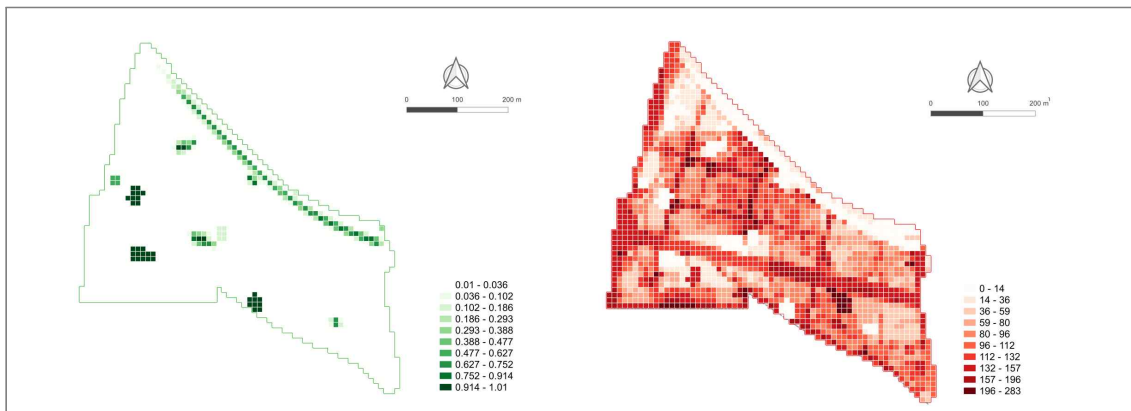 0 100 200 m
0.01 - 0.036
0.036 - 0.102
0.102 - 0.186
0.186 - 0.293
0.293 - 0.388
0.388 - 0.477
0.477 - 0.627
0.627 - 0.752
0.752 - 0.914
0.914 - 1.01
0 100 200 m¹
0 - 14
14 - 36
36 - 59
59 - 80
80 - 96
96 - 112
112 - 132
132 - 157
157 - 196
196 - 283